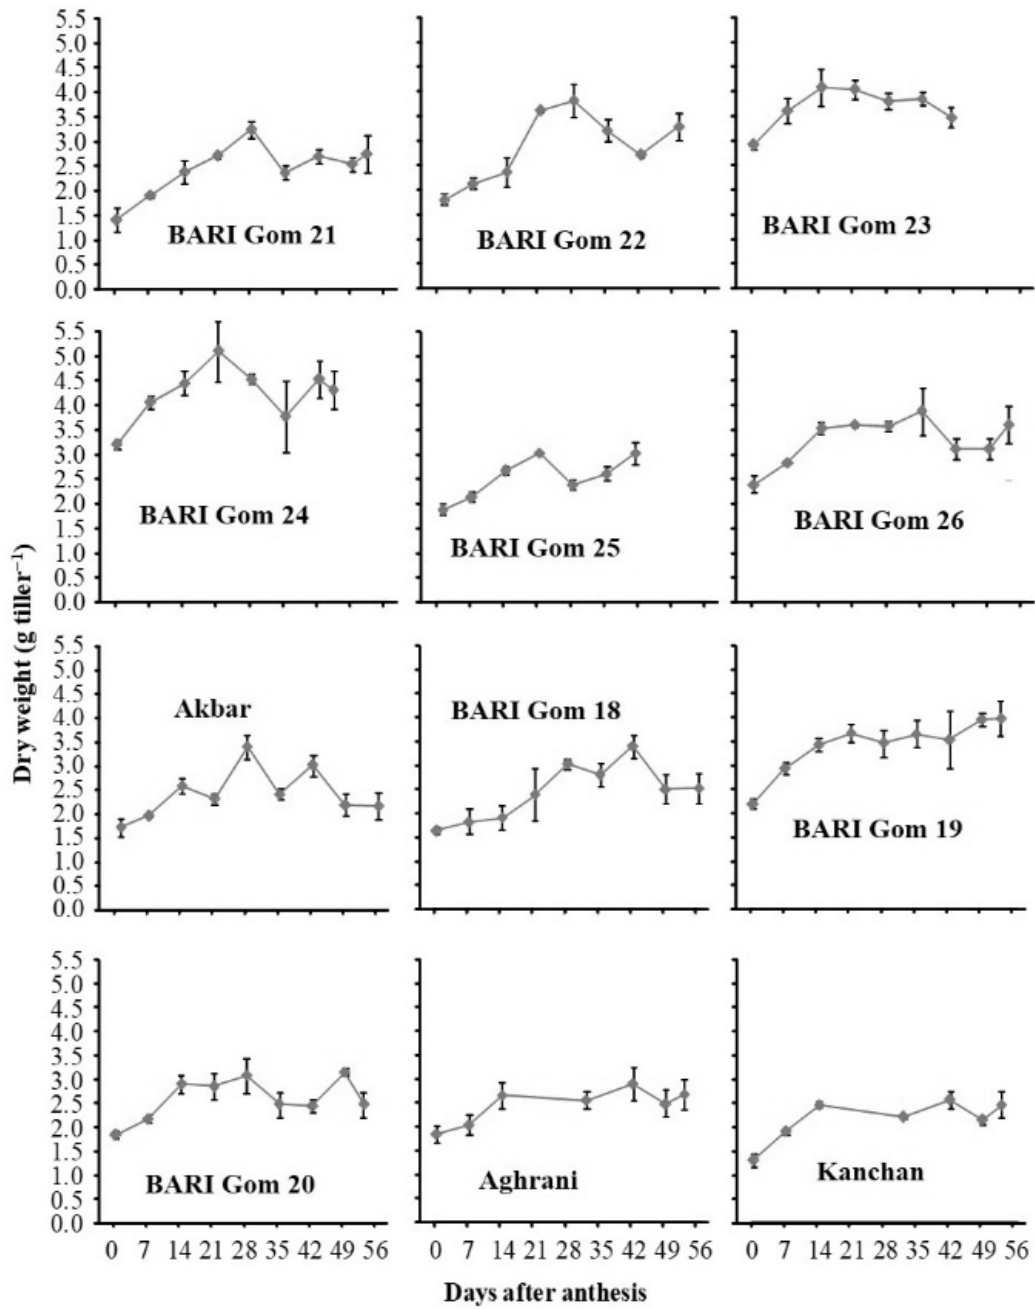 5.5
5.0
4.5
4.0
3.5
3.0
2.5
2.0
1.5
1.0
0.5
0.0
BARI Gom 21
BARI Gom 22
BARI Gom 23
5.5
5.0
4.5
4.0
3.5
3.0
2.5
2.0
1.5
1.0
0.5
0.0
BARI Gom 24
BARI Gom 25
BARI Gom 26
Dry weight (g tiller⁻¹)
5.5
5.0
4.5
4.0
3.5
3.0
2.5
2.0
1.5
1.0
0.5
0.0
Akbar
BARI Gom 18
BARI Gom 19
5.5
5.0
4.5
4.0
3.5
3.0
2.5
2.0
1.5
1.0
0.5
0.0
BARI Gom 20
Aghrani
Kanchan
0 7 14 21 28 35 42 49 56
0 7 14 21 28 35 42 49 56
0 7 14 21 28 35 42 49 56
Days after anthesis